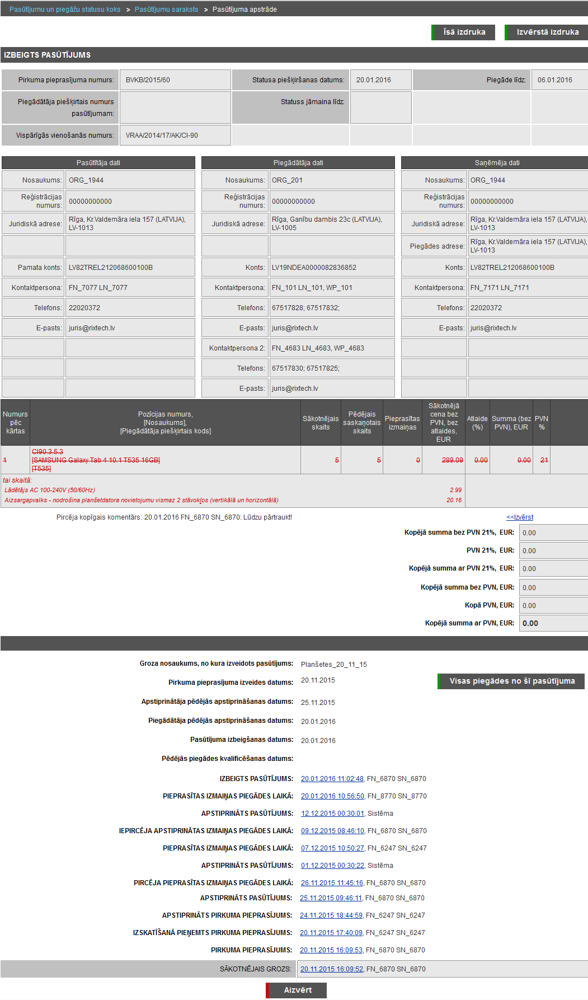 Pasūtījumu un piegāžu statusu koks > Pasūtījumu saraksts > Pasūtījuma apstrāde
Īsā izdruka
Izvērstā izdruka
IZBEIGTS PASŪTĪJUMS
Pirkuma pieprasījuma numurs: BVKB/2015/60 Statusa piešķiršanas datums: 20.01.2016 Piegāde līdz: 06.01.2016
Piegādātāja piešķirtais numurs
pasūtījumam:
Statuss jāmaina līdz:
Vispārīgās vienošanās numurs: VRAA/2014/17/AK/CI-90
Pasūtītāja dati
Nosaukums: ORG_1944
Reģistrācijas
numurs: 00000000000
Juridiskā adrese: Rīga, Kr.Valdemāra iela 157 (LATVIJA),
LV-1013
Pamata konts: LV82TREL212068600100B
Kontaktpersona: FN_7077 LN_7077
Telefons: 22020372
E-pasts: juris@rixtech.lv
Piegādātāja dati
Nosaukums: ORG_201
Reģistrācijas
numurs: 00000000000
Juridiskā adrese: Rīga, Ganību dambis 23c (LATVIJA),
LV-1005
Konts: LV19NDEA0000082836852
Kontaktpersona: FN_101 LN_101, WP_101
Telefons: 67517828; 67517832;
E-pasts: juris@rixtech.lv
Kontaktpersona 2: FN_4683 LN_4683, WP_4683
Telefons: 67517830; 67517825;
E-pasts: juris@rixtech.lv
Saņēmēja dati
Nosaukums: ORG_1944
Reģistrācijas
numurs: 00000000000
Juridiskā adrese: Rīga, Kr.Valdemāra iela 157 (LATVIJA),
LV-1013
Piegādes adrese: Rīga, Kr.Valdemāra iela 157 (LATVIJA),
LV-1013
Konts: LV82TREL212068600100B
Kontaktpersona: FN_7171 LN_7171
Telefons: 22020372
E-pasts: juris@rixtech.lv
Numurs
pēc
kārtas
Pozīcijas numurs,
[Nosaukums],
[Piegādātāja piešķirtais kods]
Sākotnējais
skaits
Pēdējais
saskaņotais
skaits
Pieprasītas
izmaiņas
Sākotnējā
cena bez
PVN, bez
atlaides,
EUR
Atlaide
(%)
Summa (bez
PVN), EUR
PVN
%
1
CI90.3.5.3
[SAMSUNG Galaxy Tab 4 10.1 T535 16GB]
[T535]
5 5 0 289.09 0.00 0.00 21
tai skaitā:
Lādētājs AC 100-240V (50/60Hz) 2.99
Aizsargapvalks - nodrošina planšetdatora novietojumu vismaz 2 stāvokļos (vertikālā un horizontālā) 20.16
Pircēja kopīgais komentārs: 20.01.2016 FN_6870 SN_6870: Lūdzu pārtraukt! <<Izvērst
Kopējā summa bez PVN 21%, EUR: 0.00
PVN 21%, EUR: 0.00
Kopējā summa ar PVN 21%, EUR: 0.00
Kopējā summa bez PVN, EUR: 0.00
Kopā PVN, EUR: 0.00
Kopējā summa ar PVN, EUR: 0.00
Groza nosaukums, no kura izveidots pasūtījums: Planšetes_20_11_15
Pirkuma pieprasījuma izveides datums: 20.11.2015
Visas piegādes no šī pasūtījuma
Apstiprinātāja pēdējās apstiprināšanas datums: 25.11.2015
Piegādātāja pēdējās apstiprināšanas datums: 20.01.2016
Pasūtījuma izbeigšanas datums: 20.01.2016
Pēdējās piegādes kvalificēšanas datums:
IZBEIGTS PASŪTĪJUMS: 20.01.2016 11:02:48, FN_6870 SN_6870
PIEPRASĪTAS IZMAIŅAS PIEGĀDES LAIKĀ: 20.01.2016 10:56:50, FN_8770 SN_8770
APSTIPRINĀTS PASŪTĪJUMS: 12.12.2015 00:30:01, Sistēma
IEPIRCĒJA APSTIPRINĀTAS IZMAIŅAS PIEGĀDES LAIKĀ: 09.12.2015 08:46:10, FN_6870 SN_6870
PIEPRASĪTAS IZMAIŅAS PIEGĀDES LAIKĀ: 07.12.2015 10:50:27, FN_6247 SN_6247
APSTIPRINĀTS PASŪTĪJUMS: 01.12.2015 00:30:22, Sistēma
PIRCĒJA PIEPRASĪTAS IZMAIŅAS PIEGĀDES LAIKĀ: 26.11.2015 11:45:16, FN_6870 SN_6870
APSTIPRINĀTS PASŪTĪJUMS: 25.11.2015 09:46:11, FN_6870 SN_6870
APSTIPRINĀTS PIRKUMA PIEPRASĪJUMS: 24.11.2015 18:44:59, FN_6247 SN_6247
IZSKATĪŠANĀ PIEŅEMTS PIRKUMA PIEPRASĪJUMS: 20.11.2015 17:40:09, FN_6247 SN_6247
PIRKUMA PIEPRASĪJUMS: 20.11.2015 16:09:53, FN_6870 SN_6870
SĀKOTNĒJAIS GROZS: 20.11.2015 16:09:52, FN_6870 SN_6870
Aizvērt